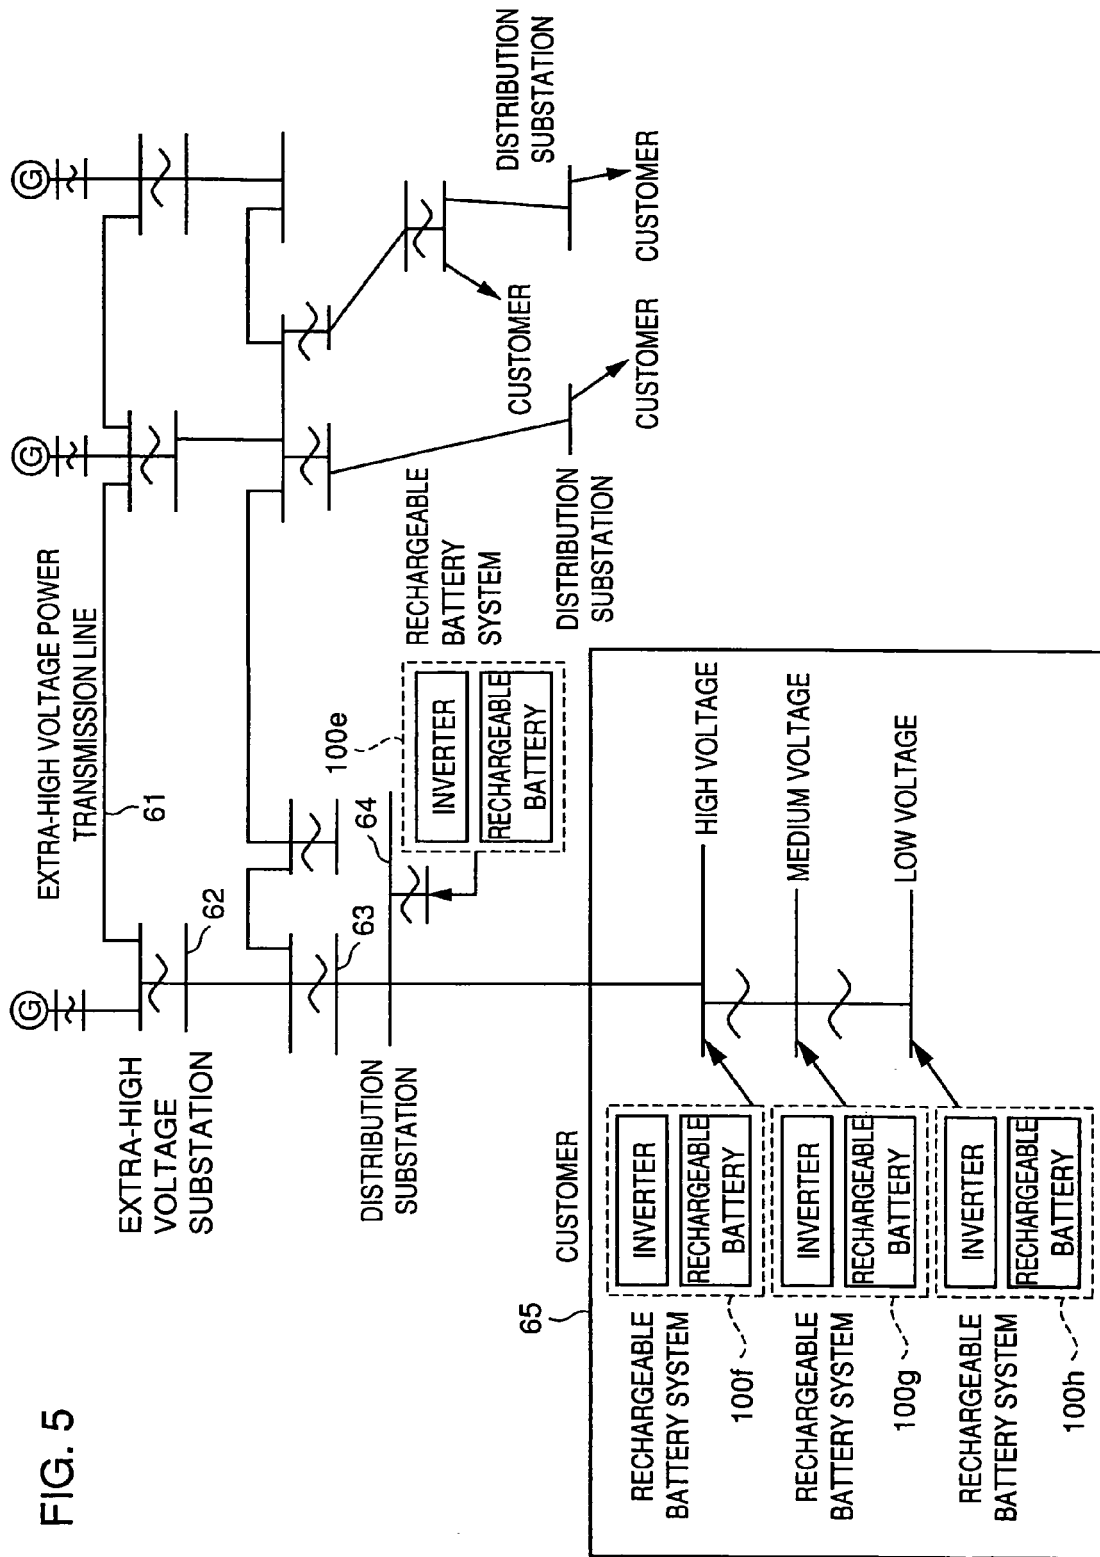 FIG. 5
G
G
G
EXTRA-HIGH VOLTAGE POWER
TRANSMISSION LINE
61
EXTRA-HIGH
VOLTAGE
SUBSTATION
62
63
DISTRIBUTION
SUBSTATION
64
100e
INVERTER
RECHARGEABLE
BATTERY
RECHARGEABLE
BATTERY
SYSTEM
CUSTOMER
DISTRIBUTION
SUBSTATION
CUSTOMER
DISTRIBUTION
SUBSTATION
CUSTOMER
65
CUSTOMER
HIGH VOLTAGE
MEDIUM VOLTAGE
LOW VOLTAGE
RECHARGEABLE
BATTERY SYSTEM
INVERTER
RECHARGEABLE
BATTERY
100f
RECHARGEABLE
BATTERY SYSTEM
INVERTER
RECHARGEABLE
BATTERY
100g
RECHARGEABLE
BATTERY SYSTEM
INVERTER
RECHARGEABLE
BATTERY
100h